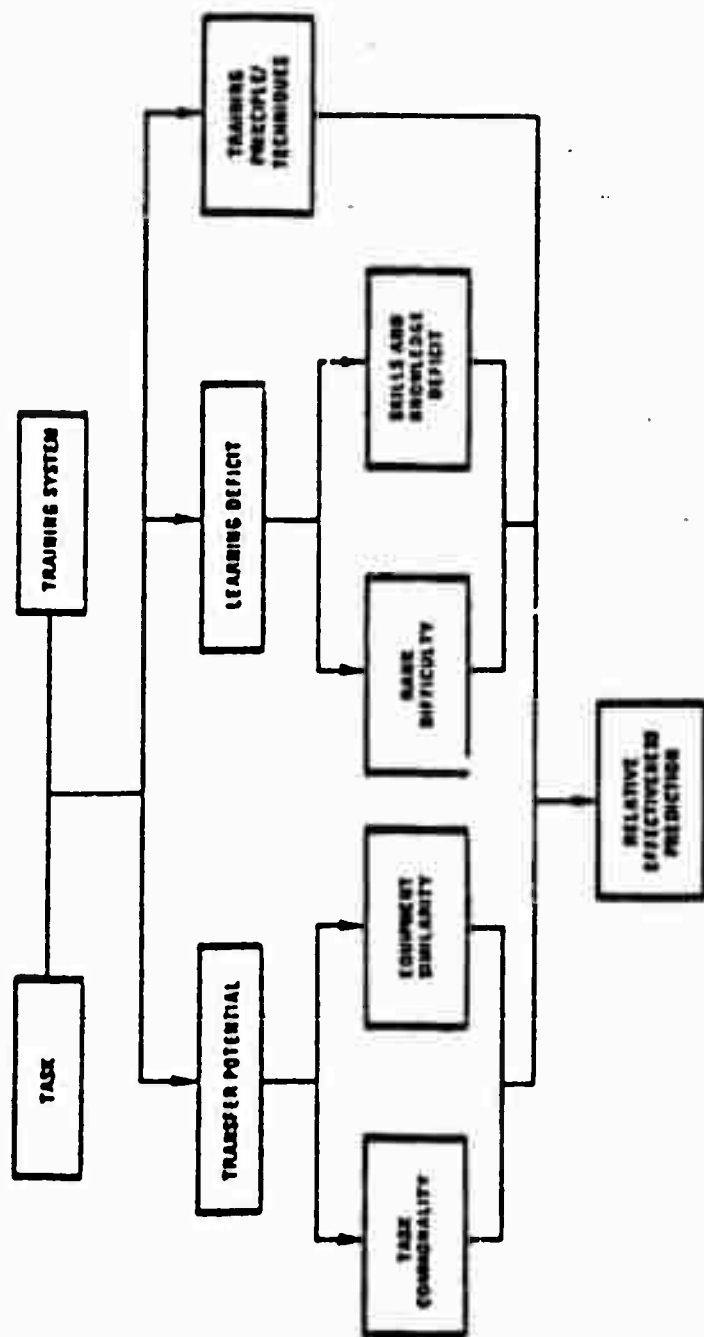 TASK
TRAINING SYSTEM
TRANSFER POTENTIAL
LEARNING DEFICIT
TRAINING
PRINCIPLE/
TECHNIQUES
TASK
COMMONALITY
EQUIPMENT
SIMILARITY
DIFFICULTY
SKILLS AND
KNOWLEDGE
DEFICIT
RELATIVE
EFFECTIVENESS
PREDICTION